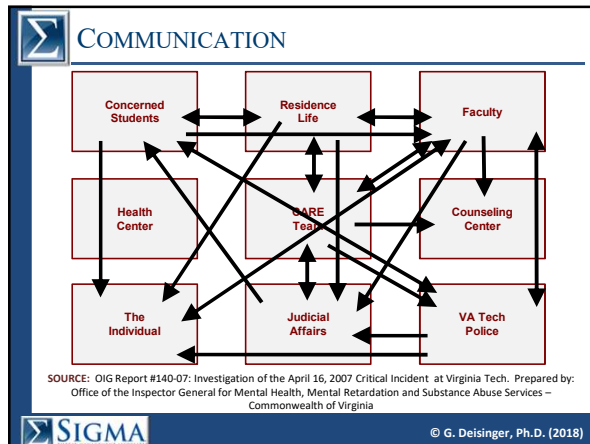 Σ COMMUNICATION
Concerned
Students
Residence
Life
Faculty
Health
Center
CARE
Team
Counseling
Center
The
Individual
Judicial
Affairs
VA Tech
Police
SOURCE: OIG Report #140-07: Investigation of the April 16, 2007 Critical Incident at Virginia Tech. Prepared by:
Office of the Inspector General for Mental Health, Mental Retardation and Substance Abuse Services –
Commonwealth of Virginia
Σ SIGMA
© G. Deisinger, Ph.D. (2018)